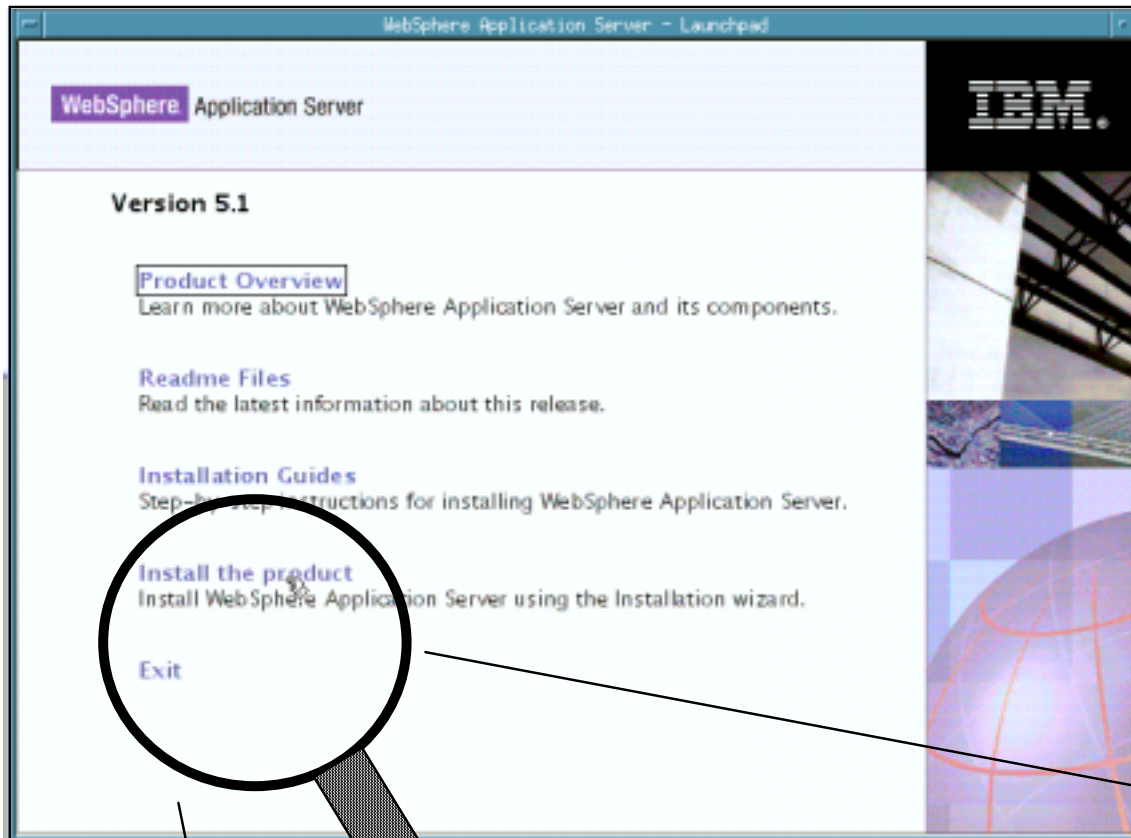 WebSphere Application Server - Launchpad
WebSphere Application Server
IBM.
Version 5.1
Product Overview
Learn more about WebSphere Application Server and its components.
Readme Files
Read the latest information about this release.
Installation Guides
Step-by-step instructions for installing WebSphere Application Server.
Install the product
Install WebSphere Application Server using the Installation wizard.
Exit